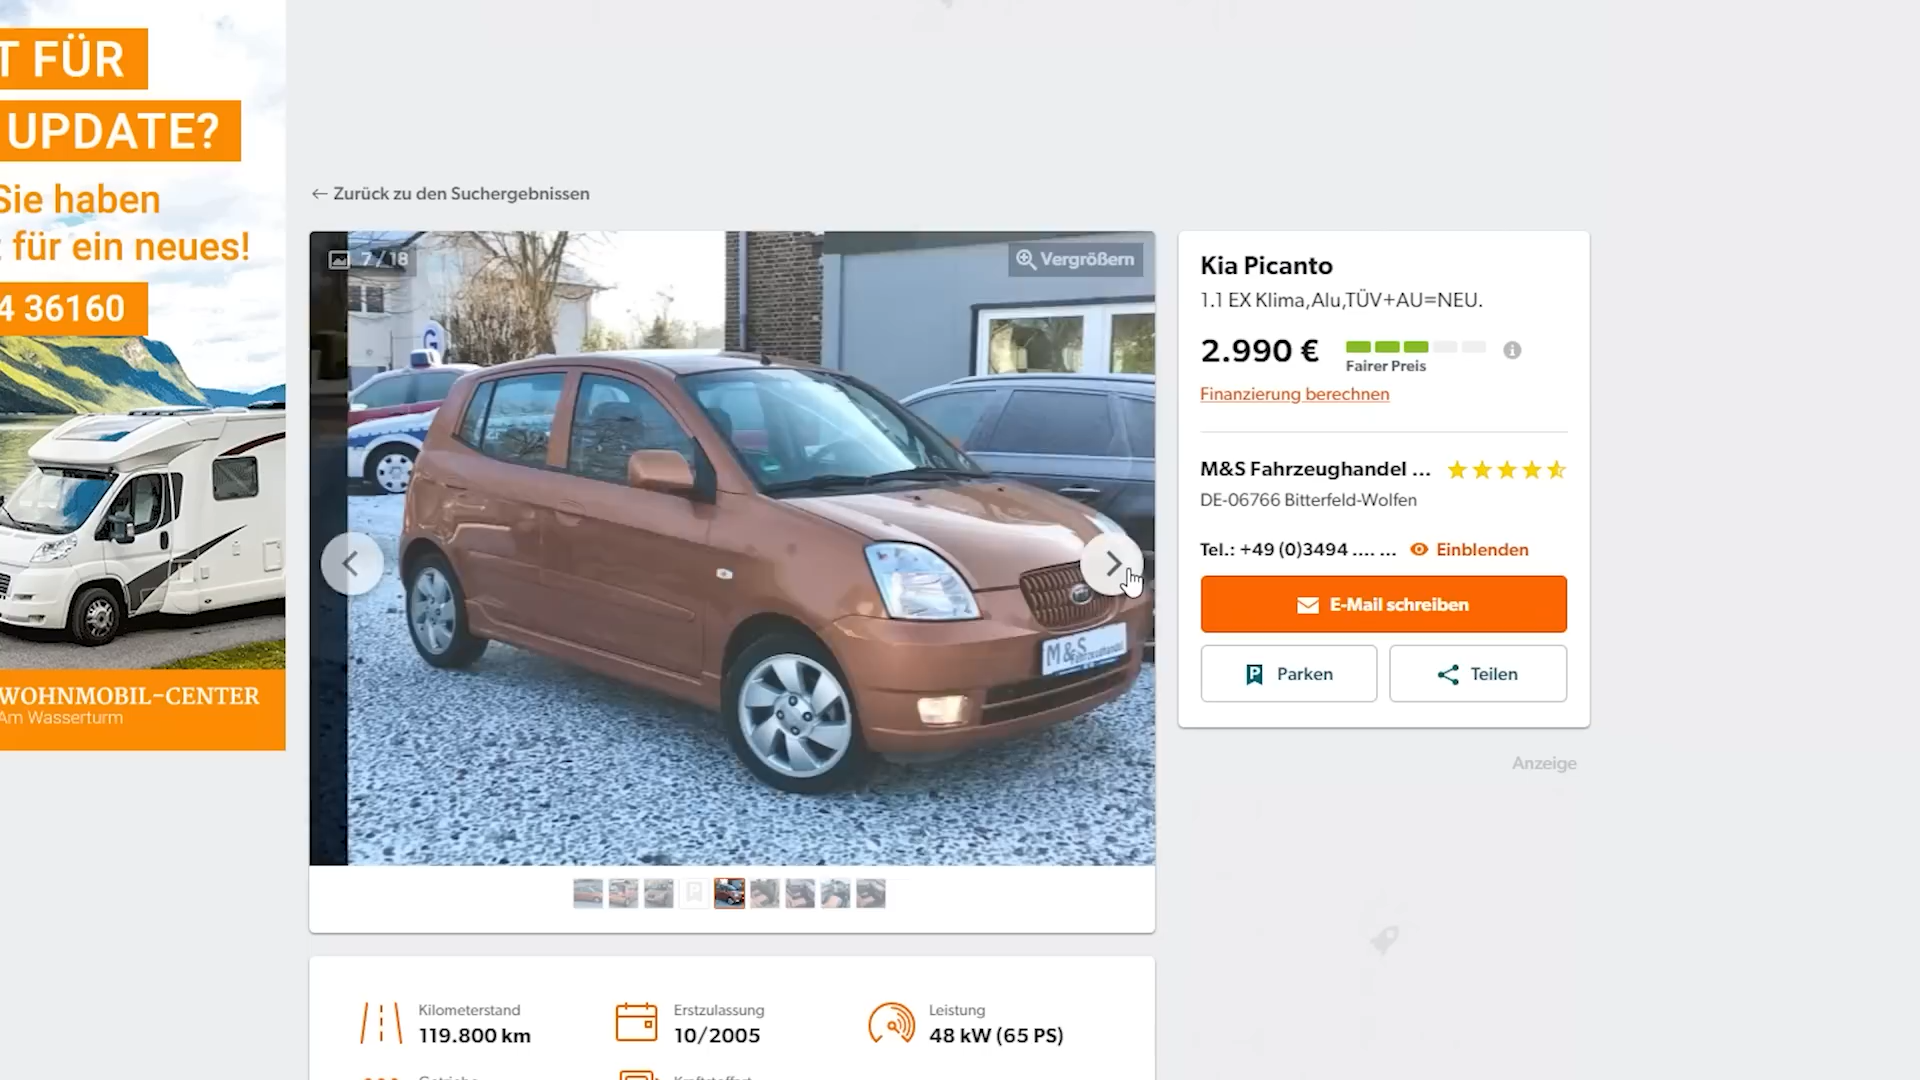 T FÜR
UPDATE?
Sie haben
für ein neues!
4 36160
WOHNMOBIL-CENTER
Am Wasserturm
← Zurück zu den Suchergebnissen
7/18
Vergrößern
M&S
Fahrzeughandel
Kia Picanto
1.1 EX Klima,Alu,TÜV+AU=NEU.
2.990 €
Fairer Preis
Finanzierung berechnen
M&S Fahrzeughandel ...
DE-06766 Bitterfeld-Wolfen
Tel.: +49 (0)3494 .... ...
Einblenden
E-Mail schreiben
Parken
Teilen
Anzeige
Kilometerstand
119.800 km
Erstzulassung
10/2005
Leistung
48 kW (65 PS)